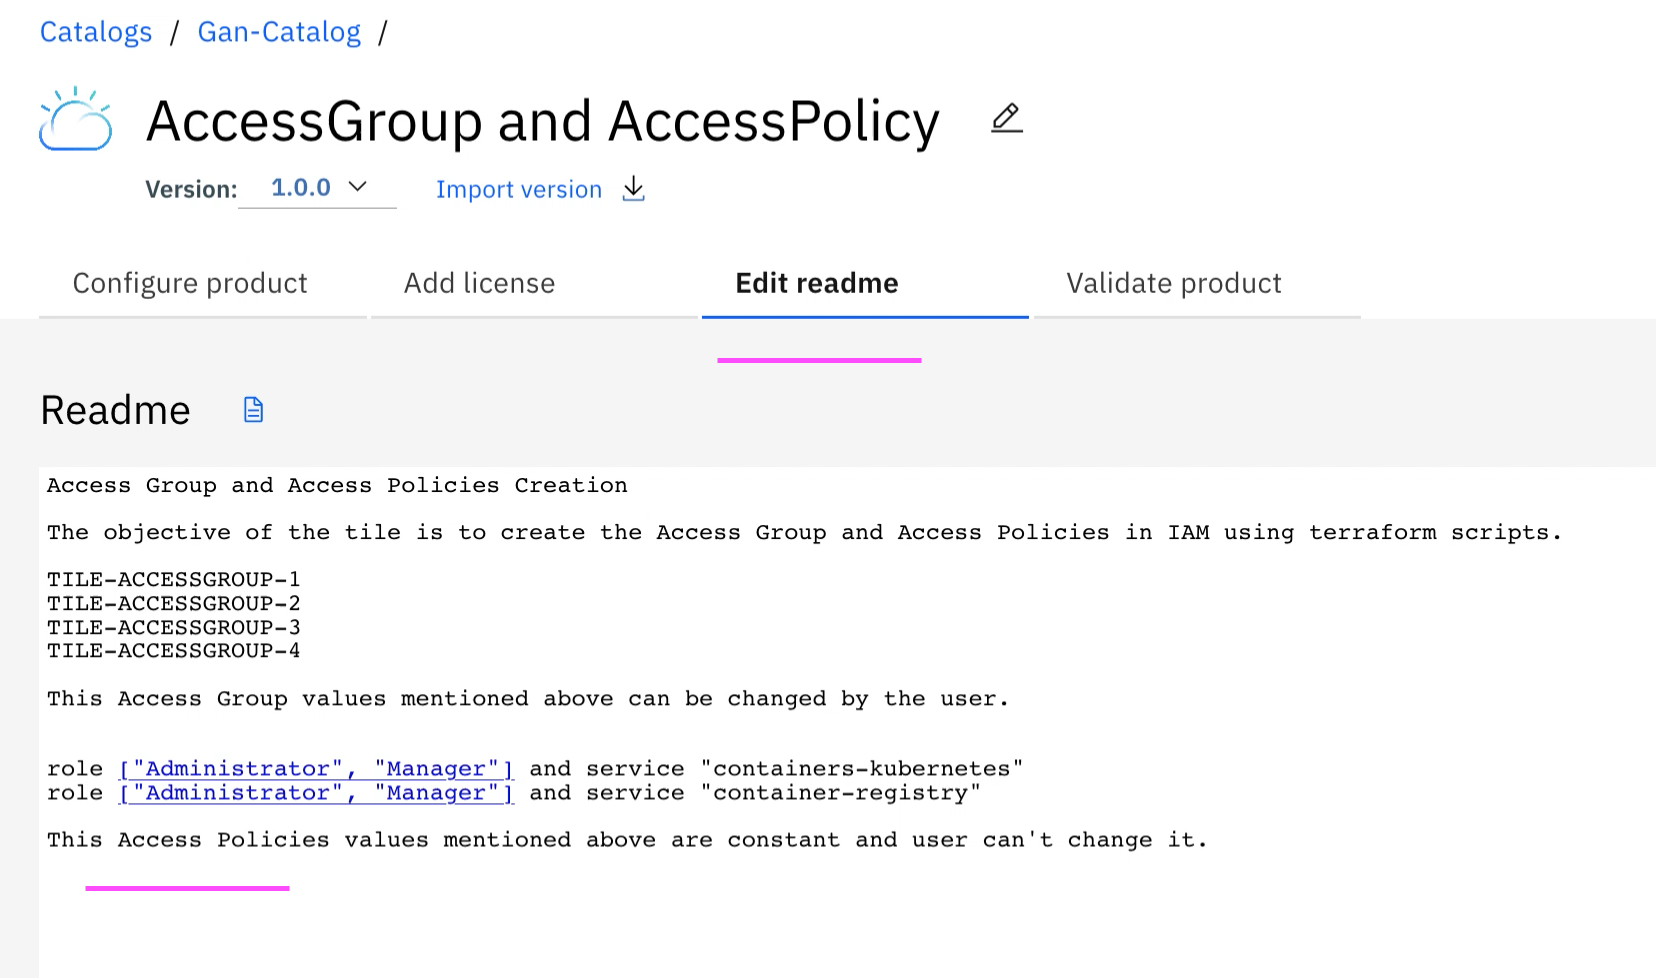 Catalogs / Gan-Catalog /
AccessGroup and AccessPolicy
Version: 1.0.0 Import version
Configure product Add license Edit readme Validate product
Readme
Access Group and Access Policies Creation
The objective of the tile is to create the Access Group and Access Policies in IAM using terraform scripts.
TILE-ACCESSGROUP-1
TILE-ACCESSGROUP-2
TILE-ACCESSGROUP-3
TILE-ACCESSGROUP-4
This Access Group values mentioned above can be changed by the user.
role ["Administrator", "Manager"] and service "containers-kubernetes"
role ["Administrator", "Manager"] and service "container-registry"
This Access Policies values mentioned above are constant and user can't change it.